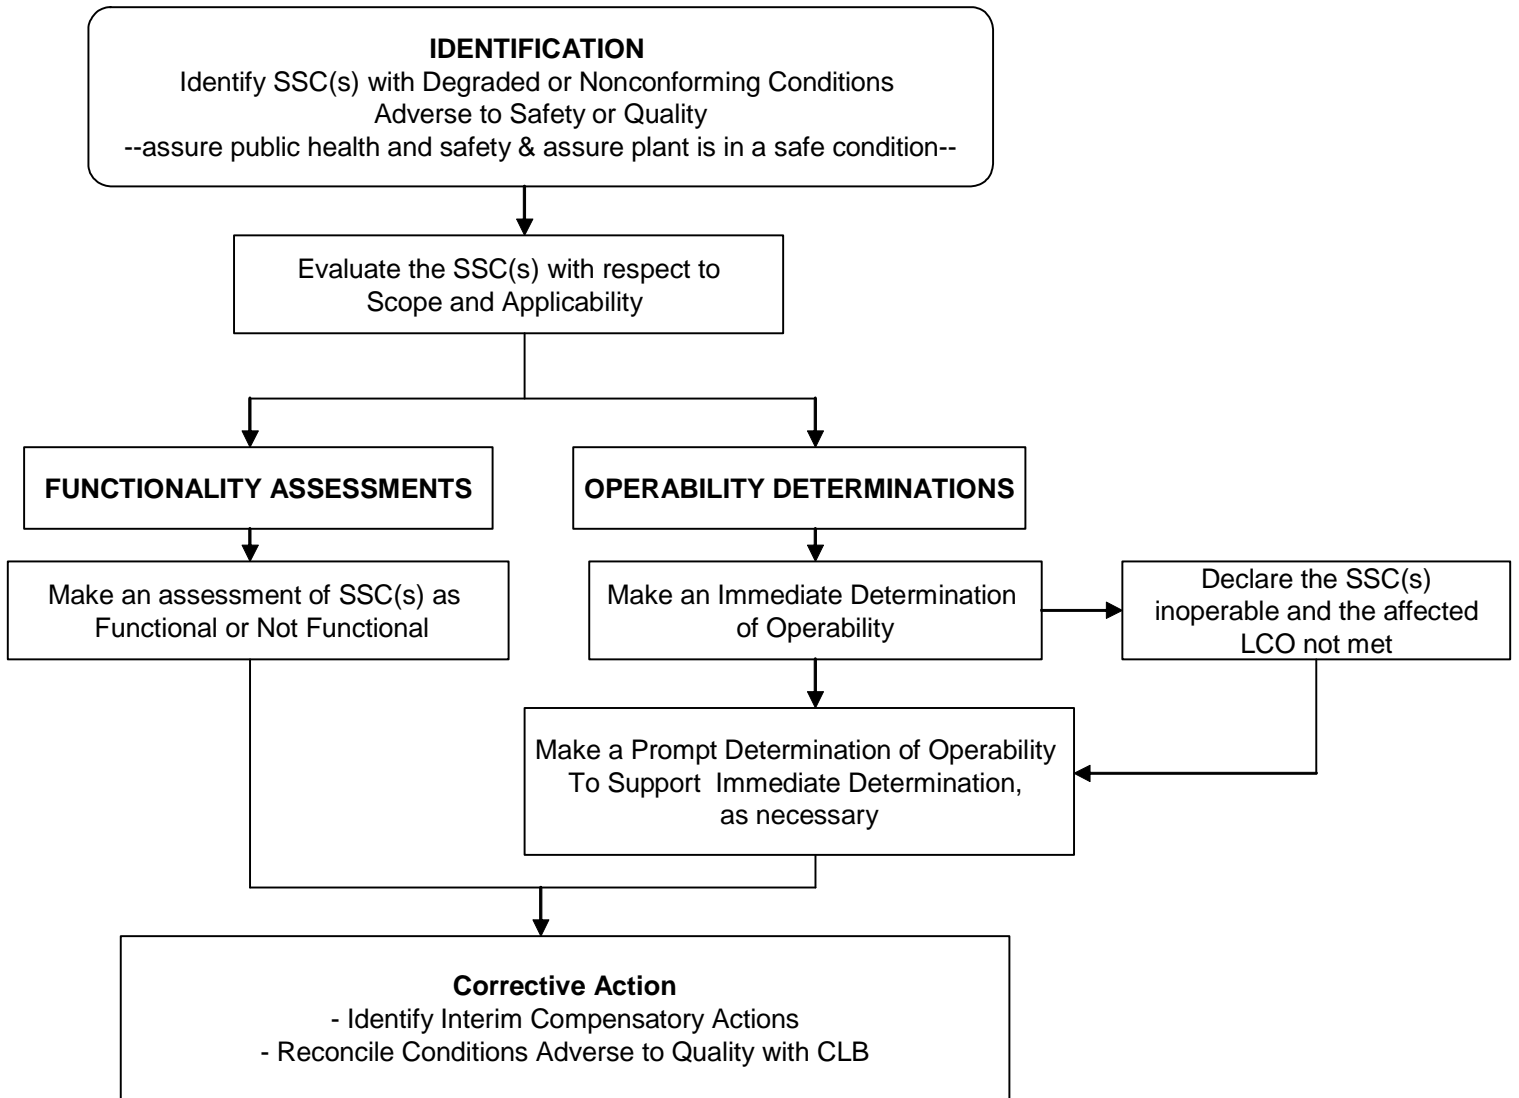 IDENTIFICATION
Identify SSC(s) with Degraded or Nonconforming Conditions
Adverse to Safety or Quality
--assure public health and safety & assure plant is in a safe condition--
Evaluate the SSC(s) with respect to
Scope and Applicability
FUNCTIONALITY ASSESSMENTS
OPERABILITY DETERMINATIONS
Make an assessment of SSC(s) as
Functional or Not Functional
Make an Immediate Determination
of Operability
Declare the SSC(s)
inoperable and the affected
LCO not met
Make a Prompt Determination of Operability
To Support Immediate Determination,
as necessary
Corrective Action
- Identify Interim Compensatory Actions
- Reconcile Conditions Adverse to Quality with CLB